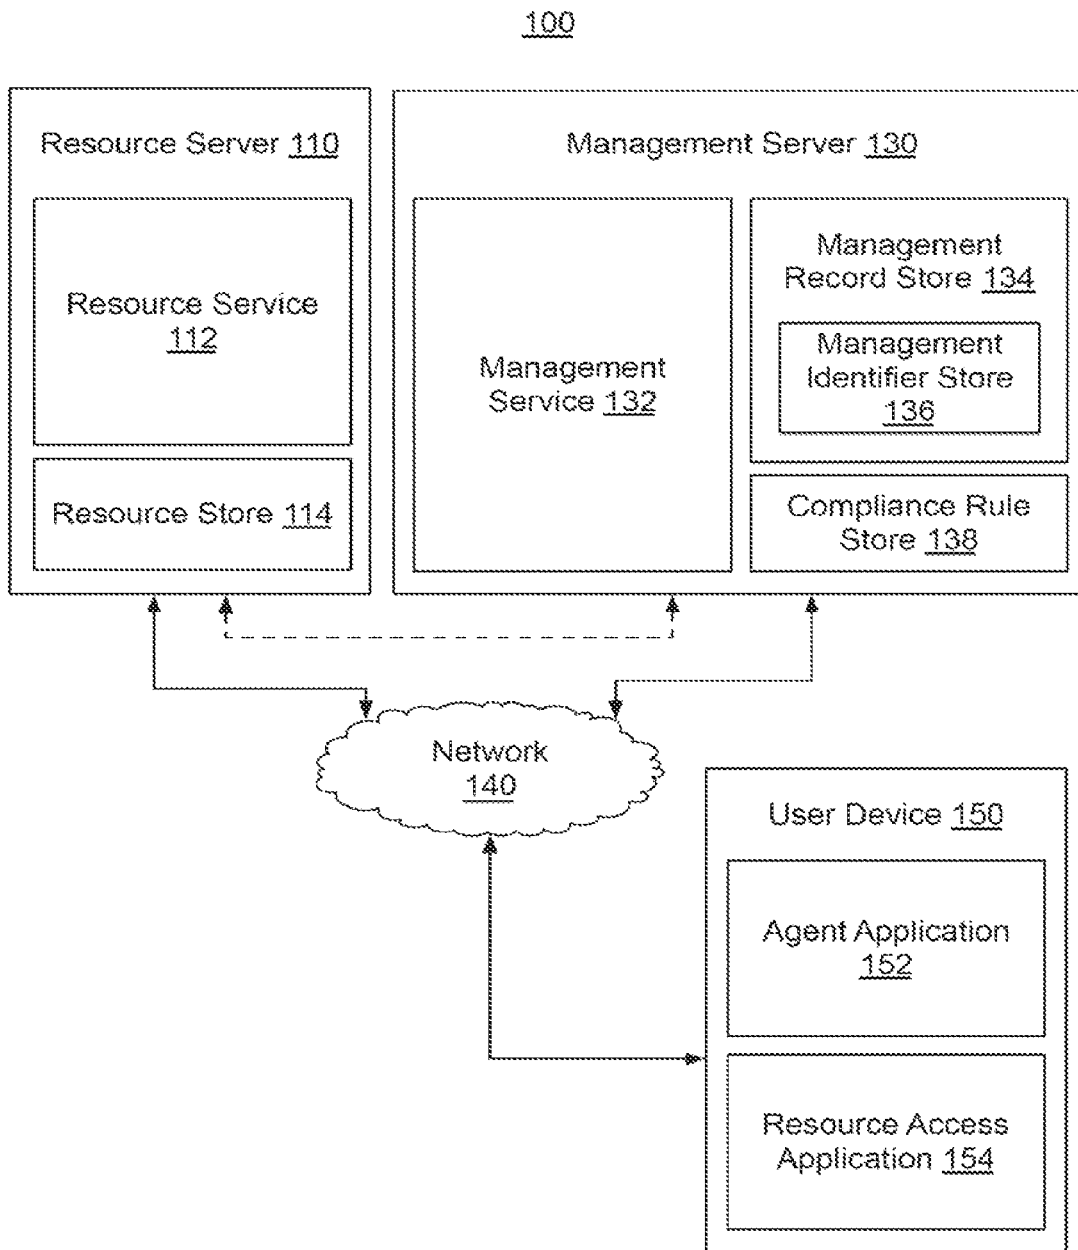 100
Resource Server 110
Resource Service
112
Resource Store 114
Management Server 130
Management
Service 132
Management
Record Store 134
Management
Identifier Store
136
Compliance Rule
Store 138
Network
140
User Device 150
Agent Application
152
Resource Access
Application 154